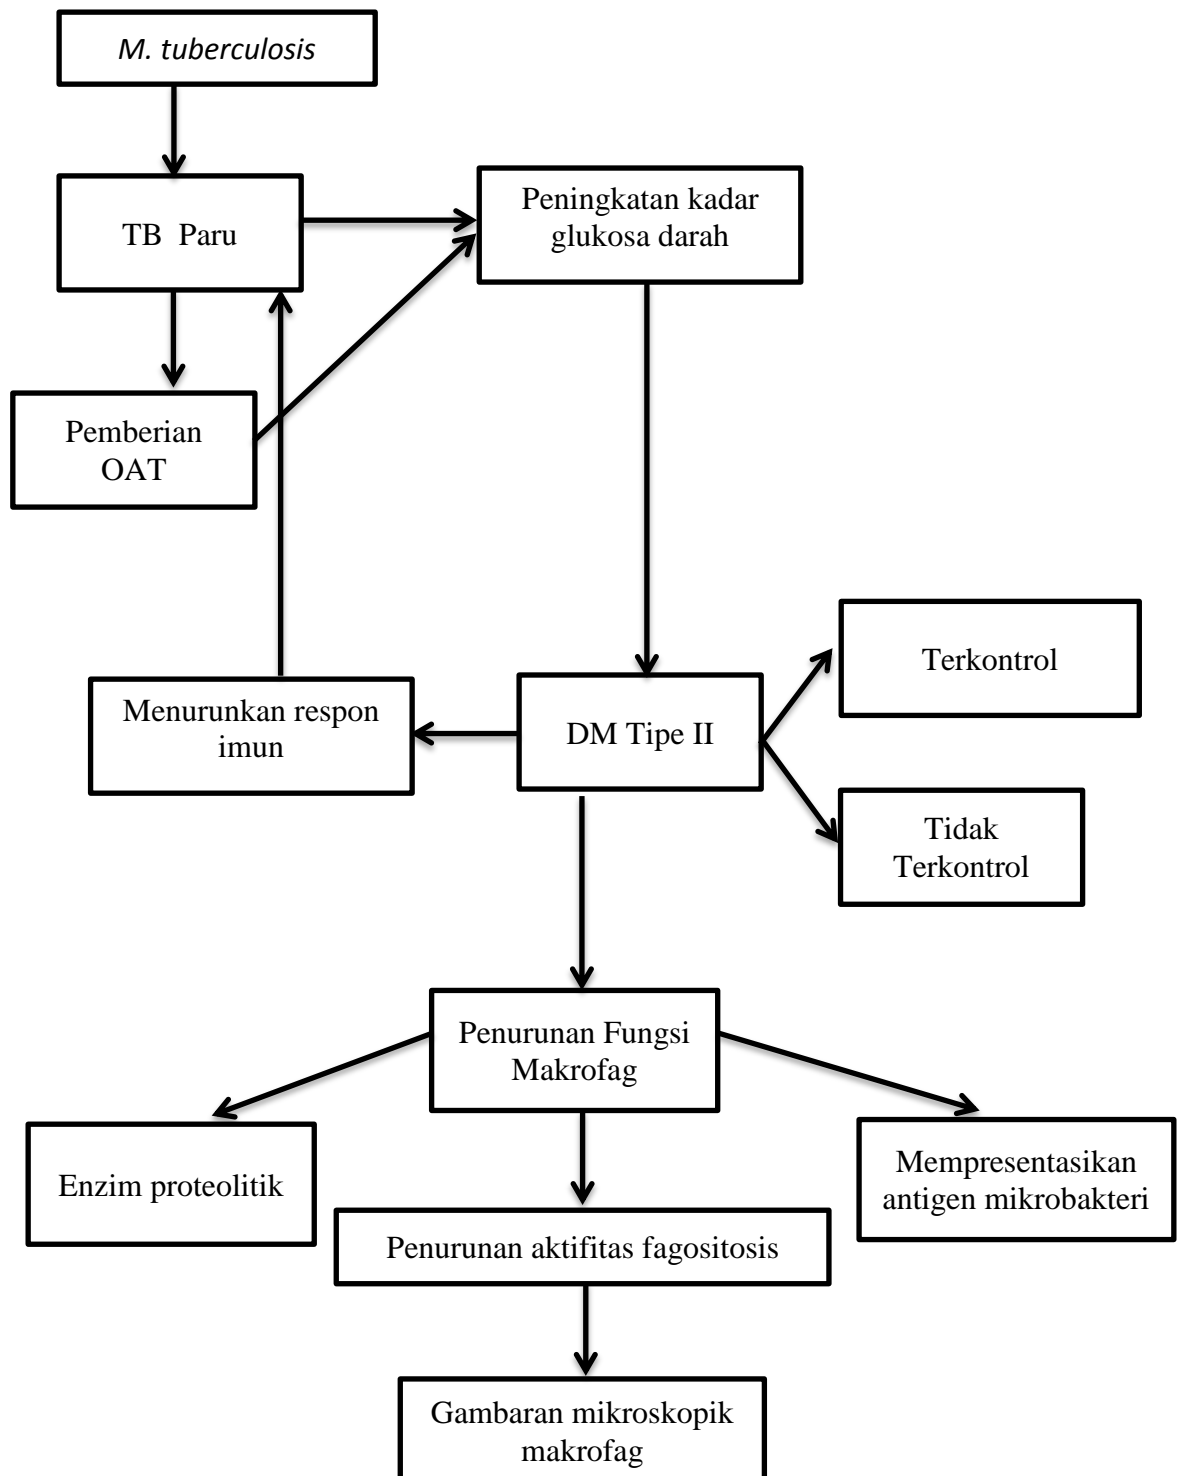 M. tuberculosis
TB Paru
Peningkatan kadar
glukosa darah
Pemberian
OAT
Terkontrol
Menurunkan respon
imun
DM Tipe II
Tidak
Terkontrol
Penurunan Fungsi
Makrofag
Enzim proteolitik
Mempresentasikan
antigen mikrobakteri
Penurunan aktifitas fagositosis
Gambaran mikroskopik
makrofag